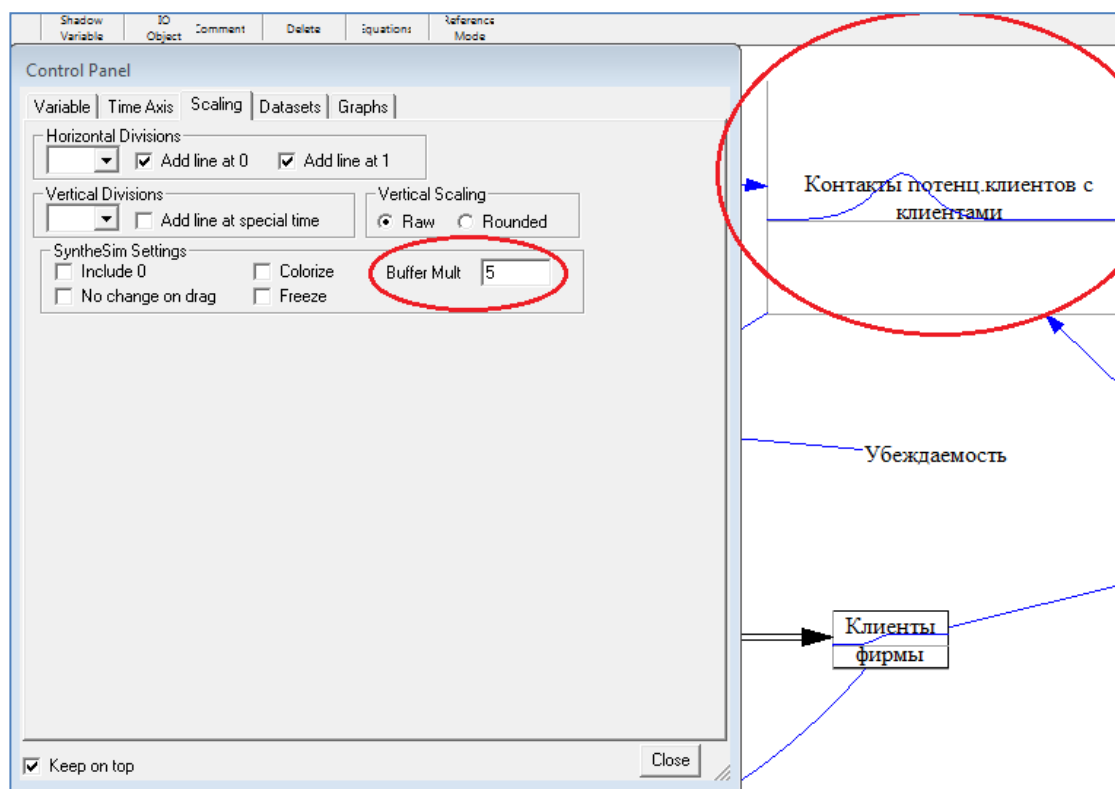 Shadow Variable
IO Object
Comment
Delete
Equations
Reference Mode
Control Panel
Variable
Time Axis
Scaling
Datasets
Graphs
Horizontal Divisions
Add line at 0
Add line at 1
Vertical Divisions
Add line at special time
Vertical Scaling
Raw
Rounded
SyntheSim Settings
Include 0
Colorize
Buffer Mult
5
No change on drag
Freeze
Контакты потенц.клиентов с
клиентами
Убеждаемость
Клиенты
фирмы
Keep on top
Close